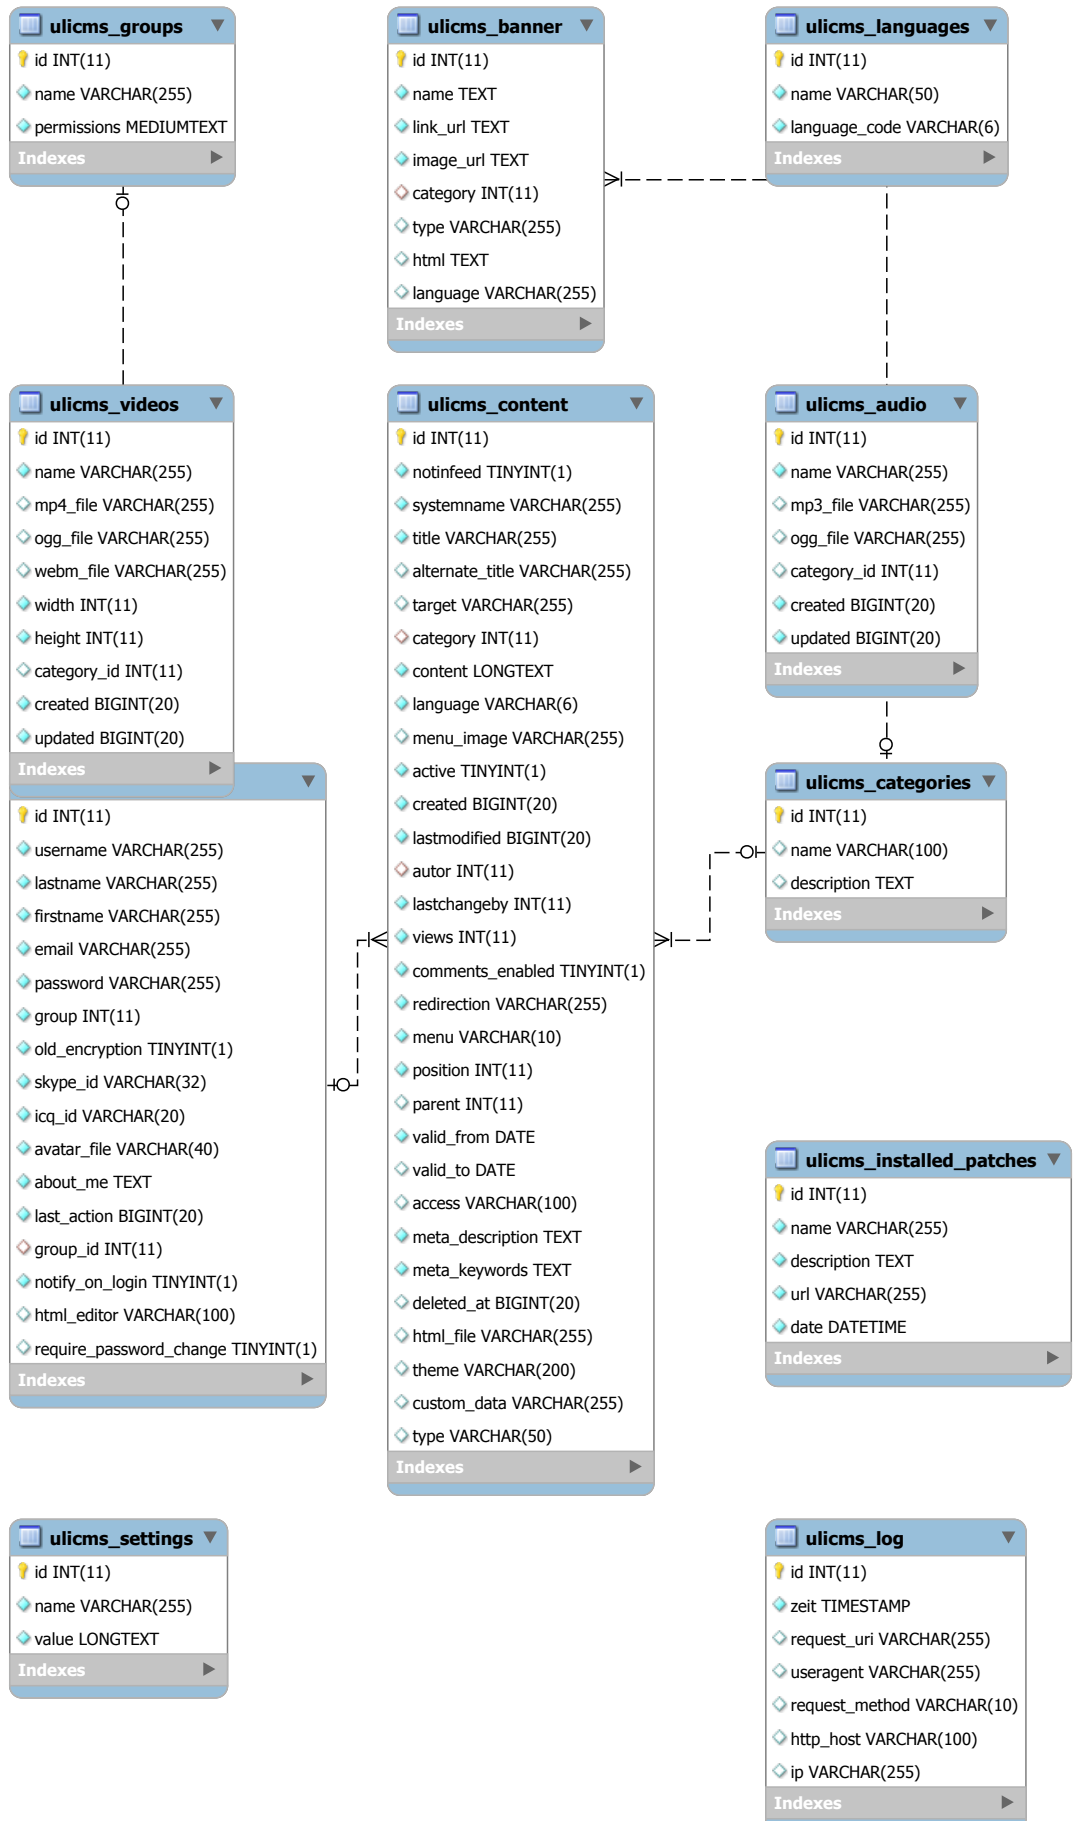 ulicms_groups
id INT(11)
name VARCHAR(255)
permissions MEDIUMTEXT
Indexes
ulicms_banner
id INT(11)
name TEXT
link_url TEXT
image_url TEXT
category INT(11)
type VARCHAR(255)
html TEXT
language VARCHAR(255)
Indexes
ulicms_languages
id INT(11)
name VARCHAR(50)
language_code VARCHAR(6)
Indexes
ulicms_videos
id INT(11)
name VARCHAR(255)
mp4_file VARCHAR(255)
ogg_file VARCHAR(255)
webm_file VARCHAR(255)
width INT(11)
height INT(11)
category_id INT(11)
created BIGINT(20)
updated BIGINT(20)
Indexes
id INT(11)
username VARCHAR(255)
lastname VARCHAR(255)
firstname VARCHAR(255)
email VARCHAR(255)
password VARCHAR(255)
group INT(11)
old_encryption TINYINT(1)
skype_id VARCHAR(32)
icq_id VARCHAR(20)
avatar_file VARCHAR(40)
about_me TEXT
last_action BIGINT(20)
group_id INT(11)
notify_on_login TINYINT(1)
html_editor VARCHAR(100)
require_password_change TINYINT(1)
Indexes
ulicms_content
id INT(11)
notinfeed TINYINT(1)
systemname VARCHAR(255)
title VARCHAR(255)
alternate_title VARCHAR(255)
target VARCHAR(255)
category INT(11)
content LONGTEXT
language VARCHAR(6)
menu_image VARCHAR(255)
active TINYINT(1)
created BIGINT(20)
lastmodified BIGINT(20)
autor INT(11)
lastchangeby INT(11)
views INT(11)
comments_enabled TINYINT(1)
redirection VARCHAR(255)
menu VARCHAR(10)
position INT(11)
parent INT(11)
valid_from DATE
valid_to DATE
access VARCHAR(100)
meta_description TEXT
meta_keywords TEXT
deleted_at BIGINT(20)
html_file VARCHAR(255)
theme VARCHAR(200)
custom_data VARCHAR(255)
type VARCHAR(50)
Indexes
ulicms_audio
id INT(11)
name VARCHAR(255)
mp3_file VARCHAR(255)
ogg_file VARCHAR(255)
category_id INT(11)
created BIGINT(20)
updated BIGINT(20)
Indexes
ulicms_categories
id INT(11)
name VARCHAR(100)
description TEXT
Indexes
ulicms_installed_patches
id INT(11)
name VARCHAR(255)
description TEXT
url VARCHAR(255)
date DATETIME
Indexes
ulicms_settings
id INT(11)
name VARCHAR(255)
value LONGTEXT
Indexes
ulicms_log
id INT(11)
zeit TIMESTAMP
request_uri VARCHAR(255)
useragent VARCHAR(255)
request_method VARCHAR(10)
http_host VARCHAR(100)
ip VARCHAR(255)
Indexes